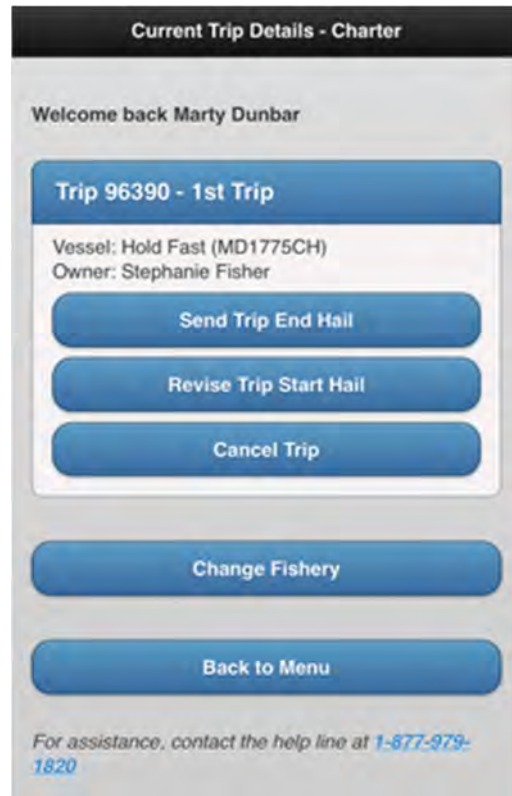 Current Trip Details - Charter
Welcome back Marty Dunbar
Trip 96390 - 1st Trip
Vessel: Hold Fast (MD1775CH)
Owner: Stephanie Fisher
Send Trip End Hail
Revise Trip Start Hail
Cancel Trip
Change Fishery
Back to Menu
For assistance, contact the help line at 1-877-979-
1820